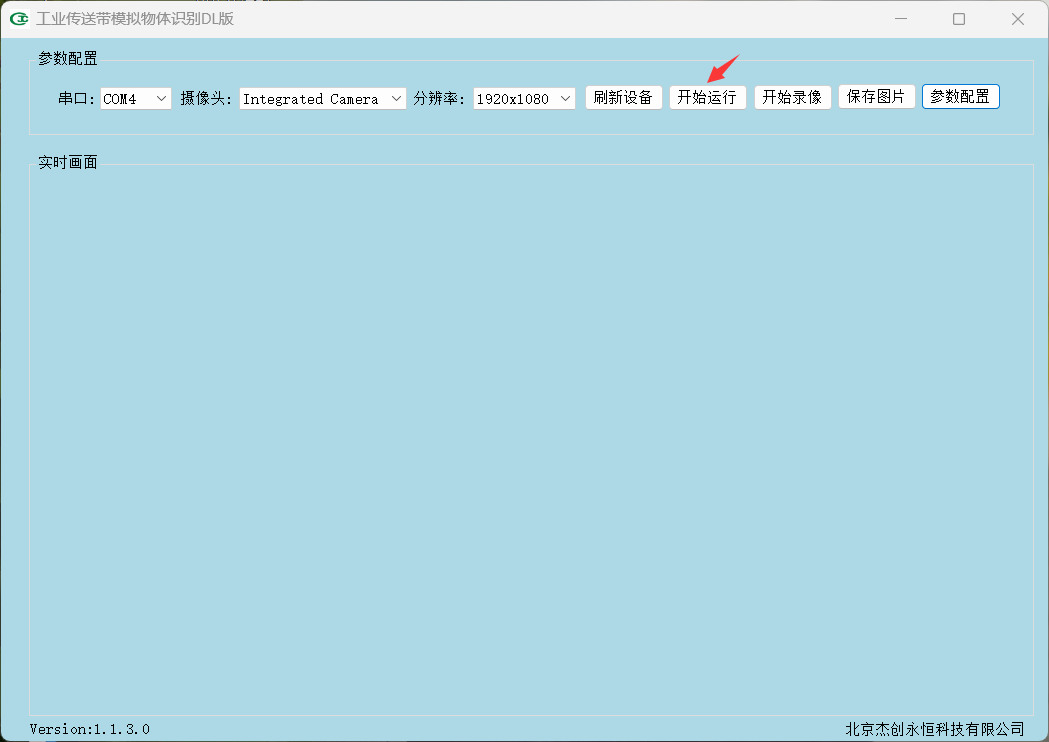 工业传送带模拟物体识别DL版
参数配置
串口: COM4 摄像头: Integrated Camera 分辨率: 1920x1080 刷新设备 开始运行 开始录像 保存图片 参数配置
实时画面
Version:1.1.3.0 北京杰创永恒科技有限公司